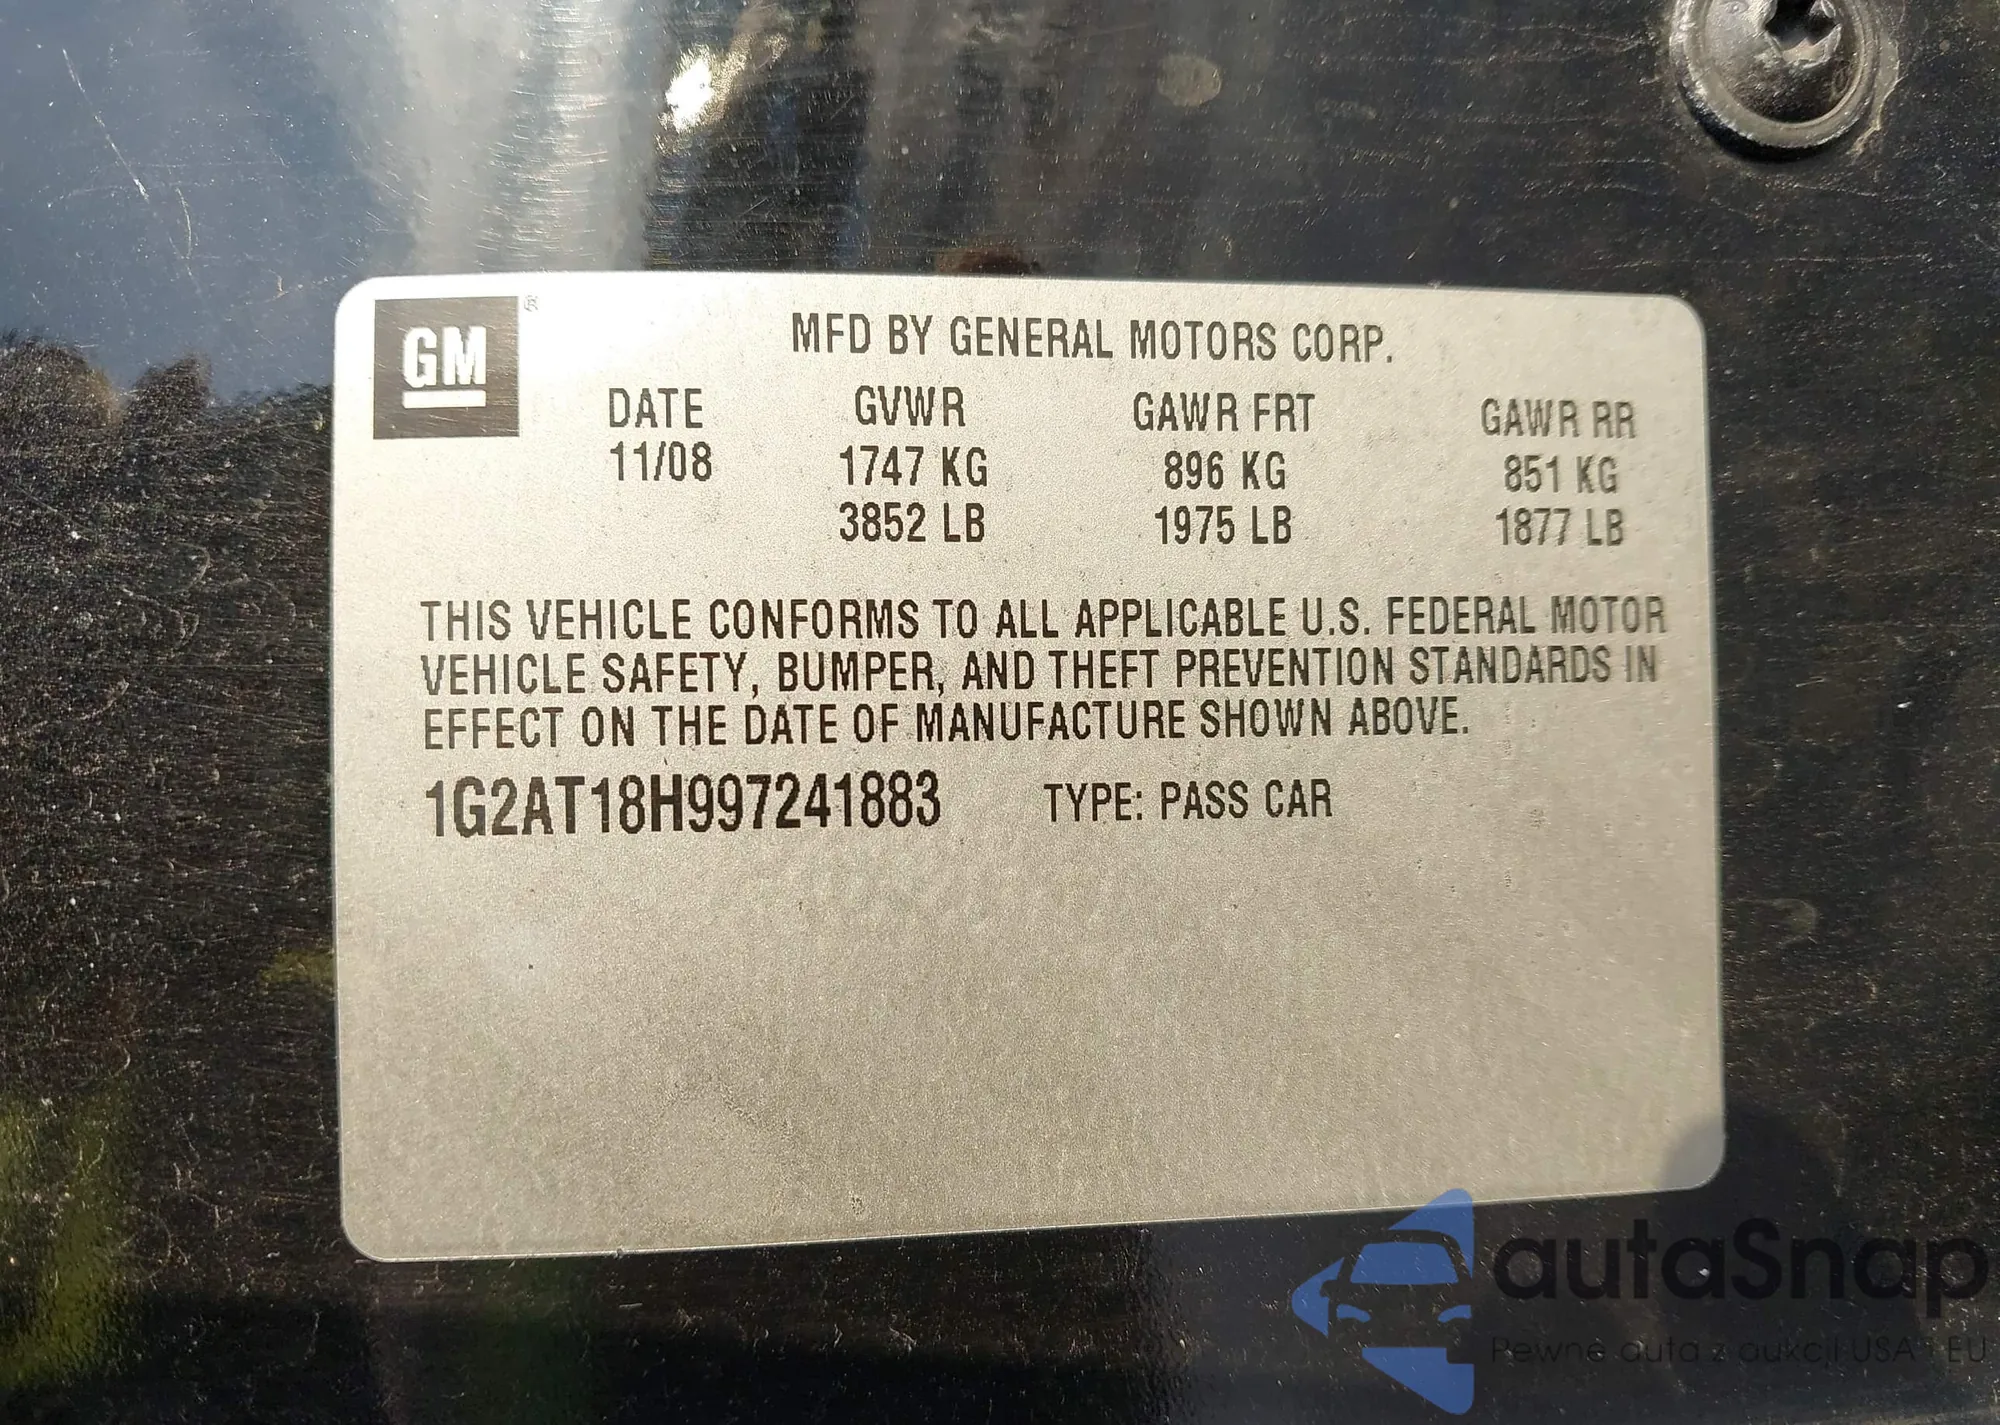 GM ®
MFD BY GENERAL MOTORS CORP.
DATE GVWR GAWR FRT GAWR RR
11/08 1747 KG 896 KG 851 KG
3852 LB 1975 LB 1877 LB
THIS VEHICLE CONFORMS TO ALL APPLICABLE U.S. FEDERAL MOTOR
VEHICLE SAFETY, BUMPER, AND THEFT PREVENTION STANDARDS IN
EFFECT ON THE DATE OF MANUFACTURE SHOWN ABOVE.
1G2AT18H997241883 TYPE: PASS CAR
autaSnap
Pewne auta z aukcji USA i EU